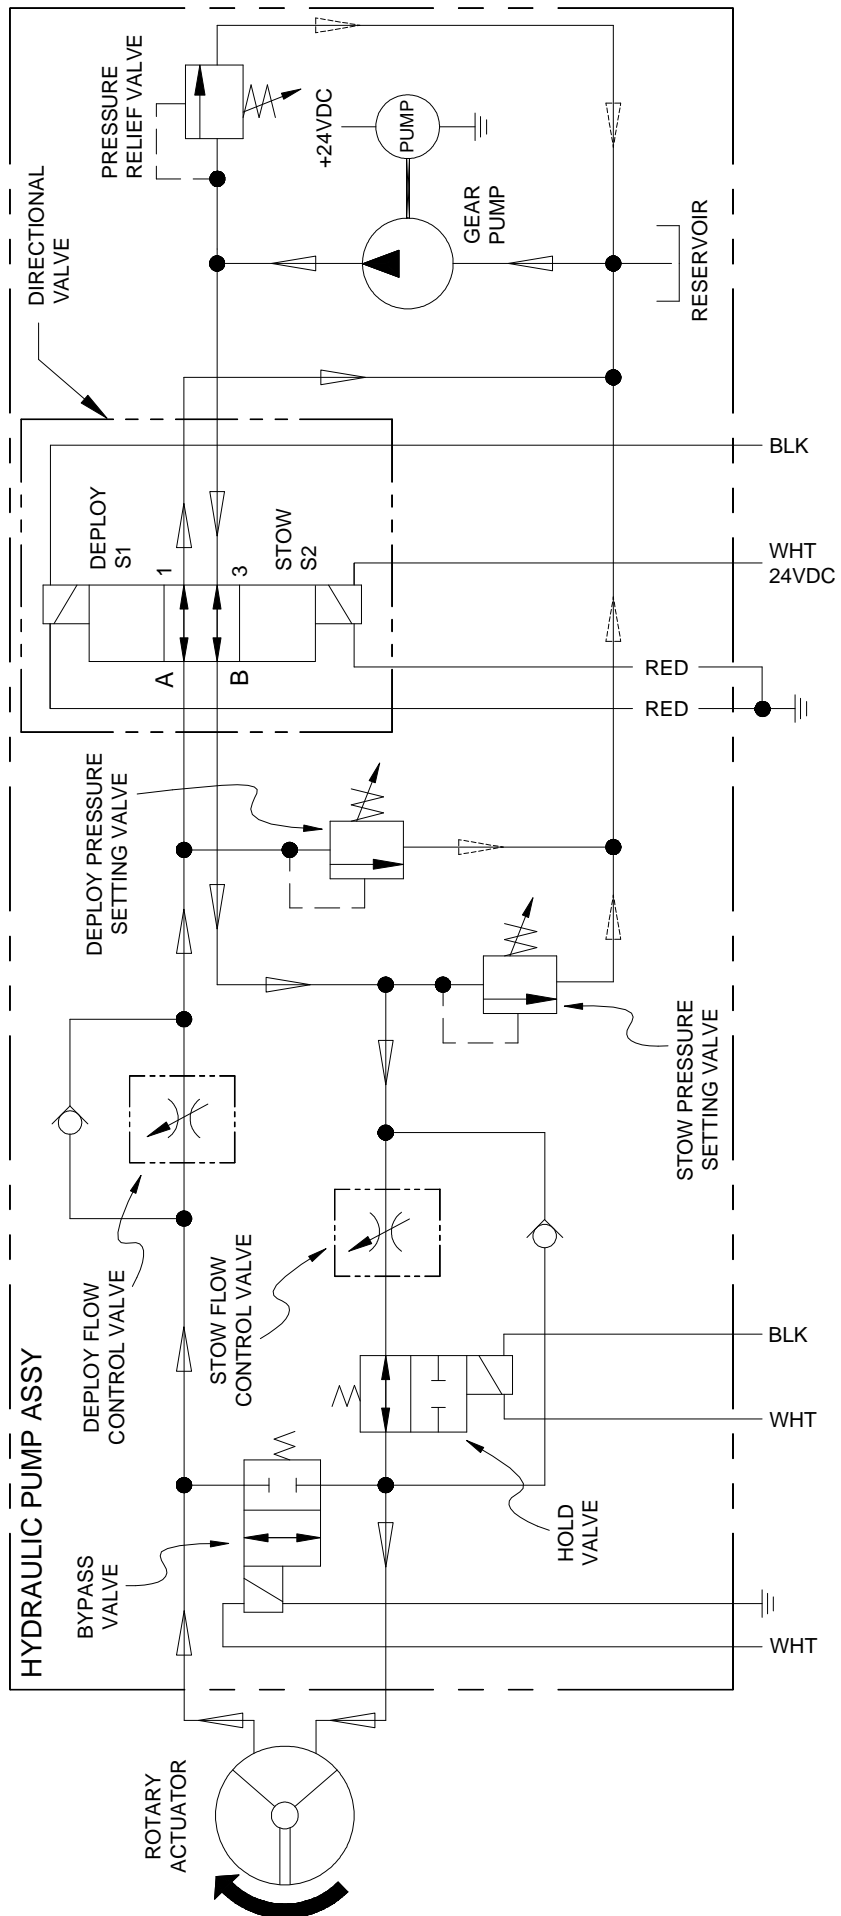 HYDRAULIC PUMP ASSY
ROTARY
ACTUATOR
BYPASS
VALVE
DEPLOY FLOW
CONTROL VALVE
STOW FLOW
CONTROL VALVE
HOLD
VALVE
DEPLOY PRESSURE
SETTING VALVE
STOW PRESSURE
SETTING VALVE
DIRECTIONAL
VALVE
DEPLOY
S1
STOW
S2
A
1
B
3
PRESSURE
RELIEF VALVE
+24VDC
PUMP
GEAR
PUMP
RESERVOIR
BLK
WHT
24VDC
RED
RED
BLK
WHT
WHT